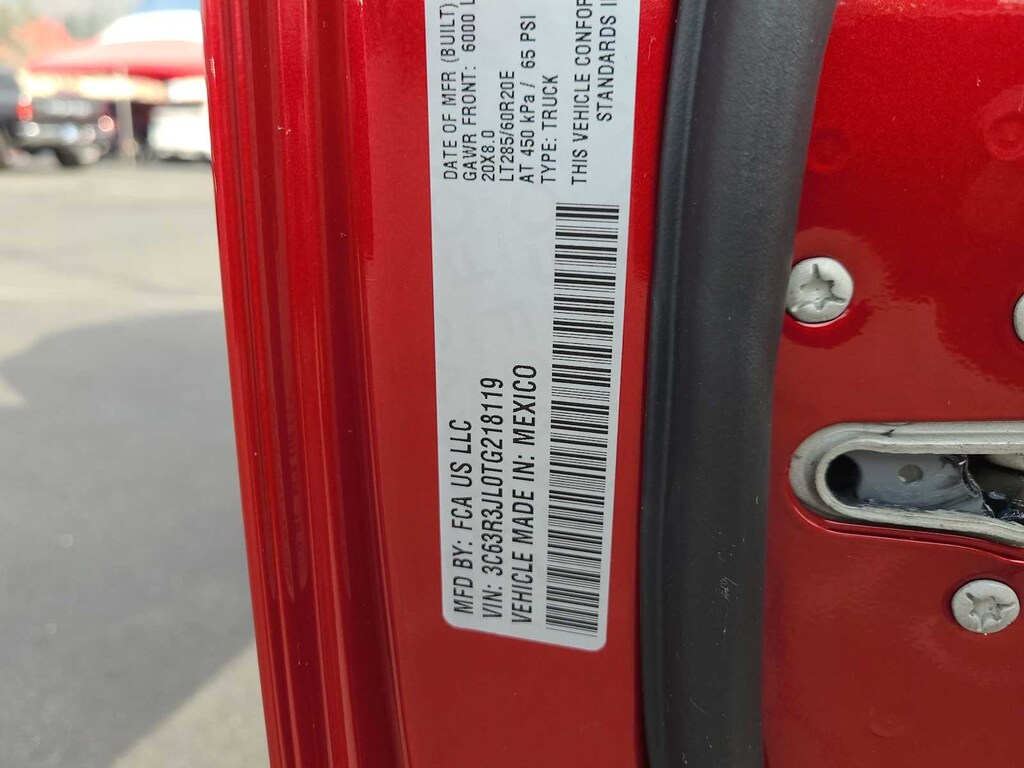 DATE OF MFR (BUILT)
GAWR FRONT: 6000 L
20X8.0
LT285/60R20E
AT 450 kPa / 65 PSI
TYPE: TRUCK
THIS VEHICLE CONFOR
STANDARDS I
MFD BY: FCA US LLC
VIN: 3C63R3JL0TG218119
VEHICLE MADE IN: MEXICO